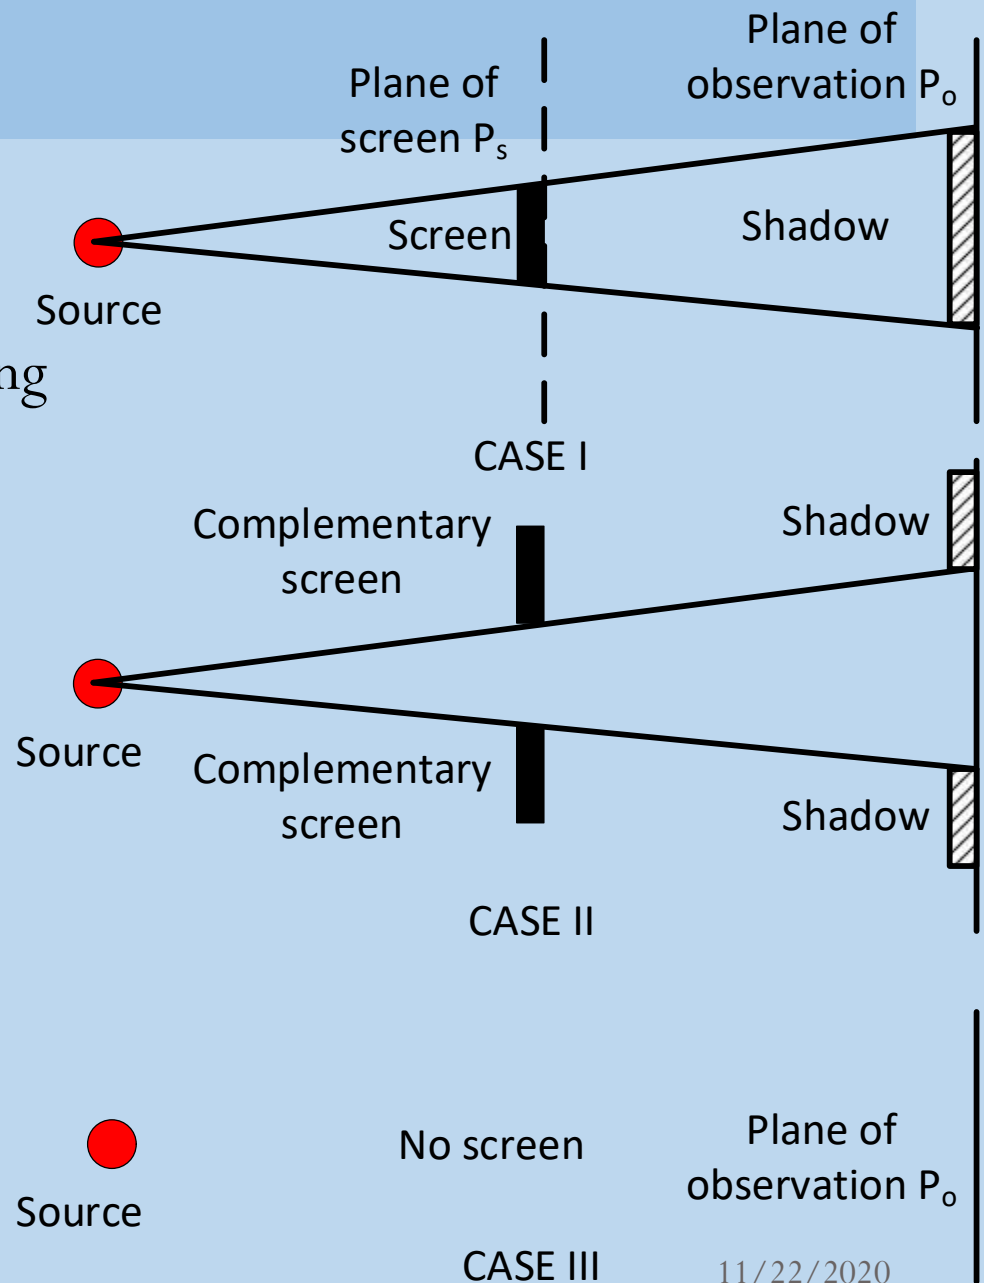 Plane of
observation Pₒ
Plane of
screen Pₛ
Screen
Shadow
Source
ng
CASE I
Complementary
screen
Shadow
Source
Complementary
screen
Shadow
CASE II
No screen
Plane of
observation Pₒ
Source
CASE III
11/22/2020